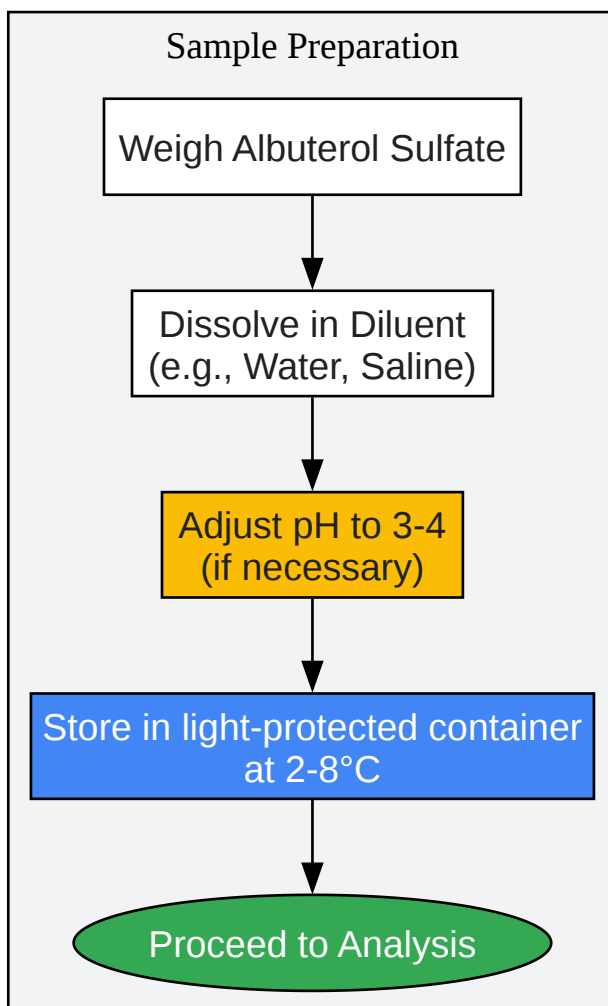 Sample Preparation
Weigh Albuterol Sulfate
Dissolve in Diluent
(e.g., Water, Saline)
Adjust pH to 3-4
(if necessary)
Store in light-protected container
at 2-8°C
Proceed to Analysis